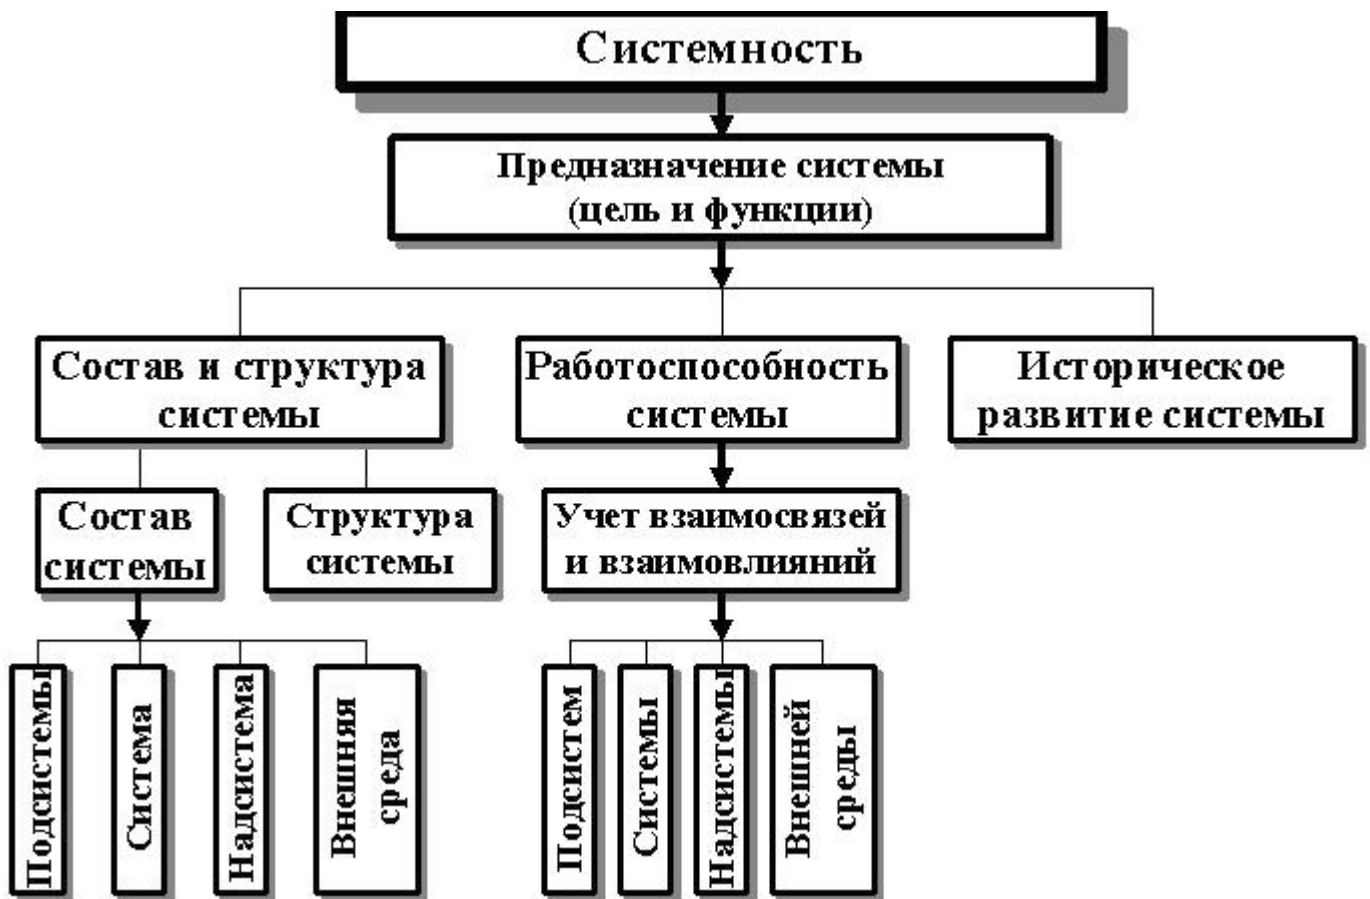 Системность
Предназначение системы
(цель и функции)
Состав и структура
системы
Работоспособность
системы
Историческое
развитие системы
Состав
системы
Структура
системы
Учет взаимосвязей
и взаимовлияний
Подсистемы
Система
Надсистема
Внешняя
среда
Подсистем
Системы
Надсистемы
Внешней
среды